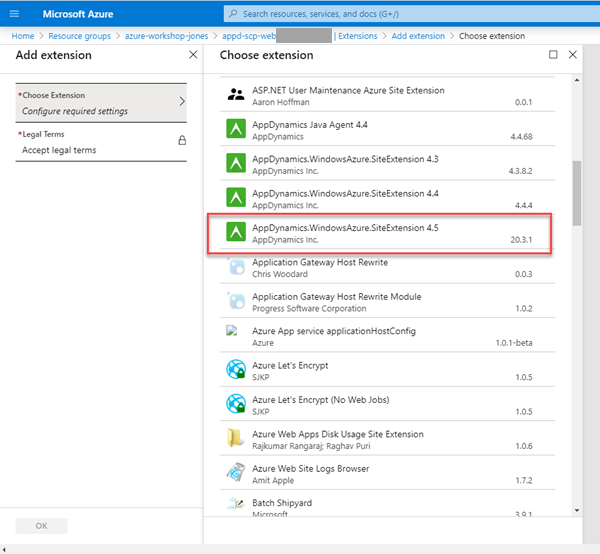 Microsoft Azure
Search resources, services, and docs (G+/)
Home > Resource groups > azure-workshop-jones > appd-scp-web | Extensions > Add extension > Choose extension
Add extension
*Choose Extension
Configure required settings
*Legal Terms
Accept legal terms
OK
Choose extension
ASP.NET User Maintenance Azure Site Extension
Aaron Hoffman 0.0.1
AppDynamics Java Agent 4.4
AppDynamics 4.4.68
AppDynamics.WindowsAzure.SiteExtension 4.3
AppDynamics Inc. 4.3.8.2
AppDynamics.WindowsAzure.SiteExtension 4.4
AppDynamics Inc. 4.4.4
AppDynamics.WindowsAzure.SiteExtension 4.5
AppDynamics Inc. 20.3.1
Application Gateway Host Rewrite
Chris Woodard 0.0.3
Application Gateway Host Rewrite Module
Progress Software Corporation 1.0.2
Azure App service applicationHostConfig
Azure 1.0.1-beta
Azure Let's Encrypt
SJKP 1.0.5
Azure Let's Encrypt (No Web Jobs)
SJKP 1.0.5
Azure Web Apps Disk Usage Site Extension
Rajkumar Rangaraj; Raghav Puri 1.0.6
Azure Web Site Logs Browser
Amit Apple 1.7.2
Batch Shipyard
Microsoft 3.9.1